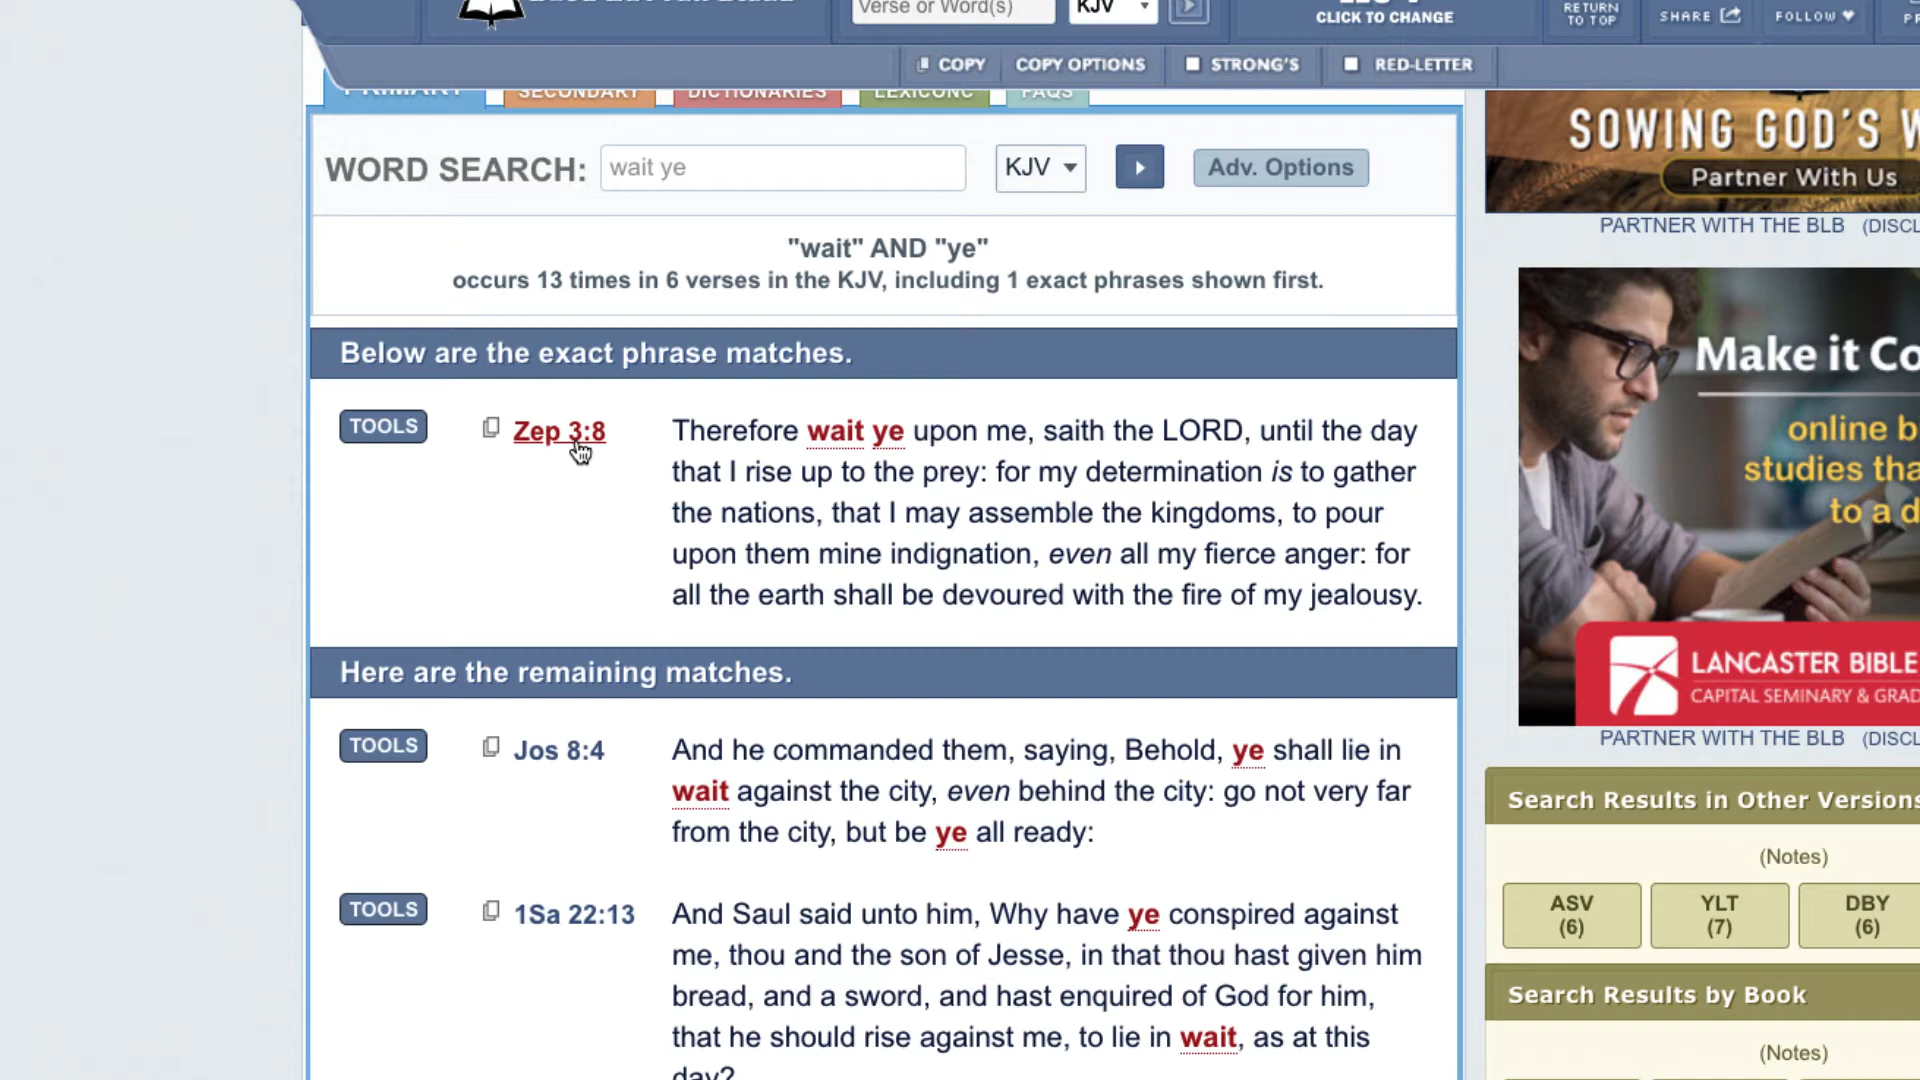 Verse or Word(s)
KJV
CLICK TO CHANGE
RETURN
TO TOP
SHARE
FOLLOW
COPY
COPY OPTIONS
STRONG'S
RED-LETTER
PRIMARY
SECONDARY
DICTIONARIES
FAQS
WORD SEARCH:
wait ye
KJV
Adv. Options
"wait" AND "ye"
occurs 13 times in 6 verses in the KJV, including 1 exact phrases shown first.
Below are the exact phrase matches.
TOOLS
Zep 3:8
Therefore wait ye upon me, saith the LORD, until the day
that I rise up to the prey: for my determination is to gather
the nations, that I may assemble the kingdoms, to pour
upon them mine indignation, even all my fierce anger: for
all the earth shall be devoured with the fire of my jealousy.
Here are the remaining matches.
TOOLS
Jos 8:4
And he commanded them, saying, Behold, ye shall lie in
wait against the city, even behind the city: go not very far
from the city, but be ye all ready:
TOOLS
1Sa 22:13
And Saul said unto him, Why have ye conspired against
me, thou and the son of Jesse, in that thou hast given him
bread, and a sword, and hast enquired of God for him,
that he should rise against me, to lie in wait, as at this
day?
SOWING GOD'S W
Partner With Us
PARTNER WITH THE BLB (DISCL
Make it Co
online b
studies tha
to a d
LANCASTER BIBLE
CAPITAL SEMINARY & GRAD
PARTNER WITH THE BLB (DISCL
Search Results in Other Versions
(Notes)
ASV
(6)
YLT
(7)
DBY
(6)
Search Results by Book
(Notes)